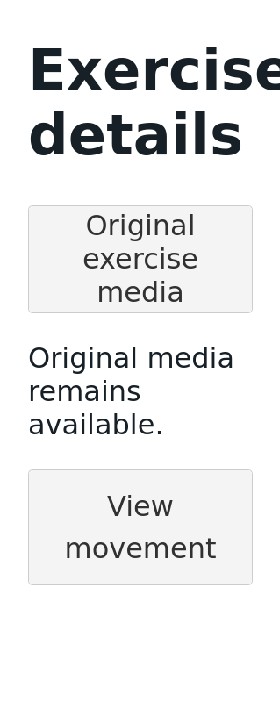 Exercise
details
Original
exercise
media
Original media
remains
available.
View
movement